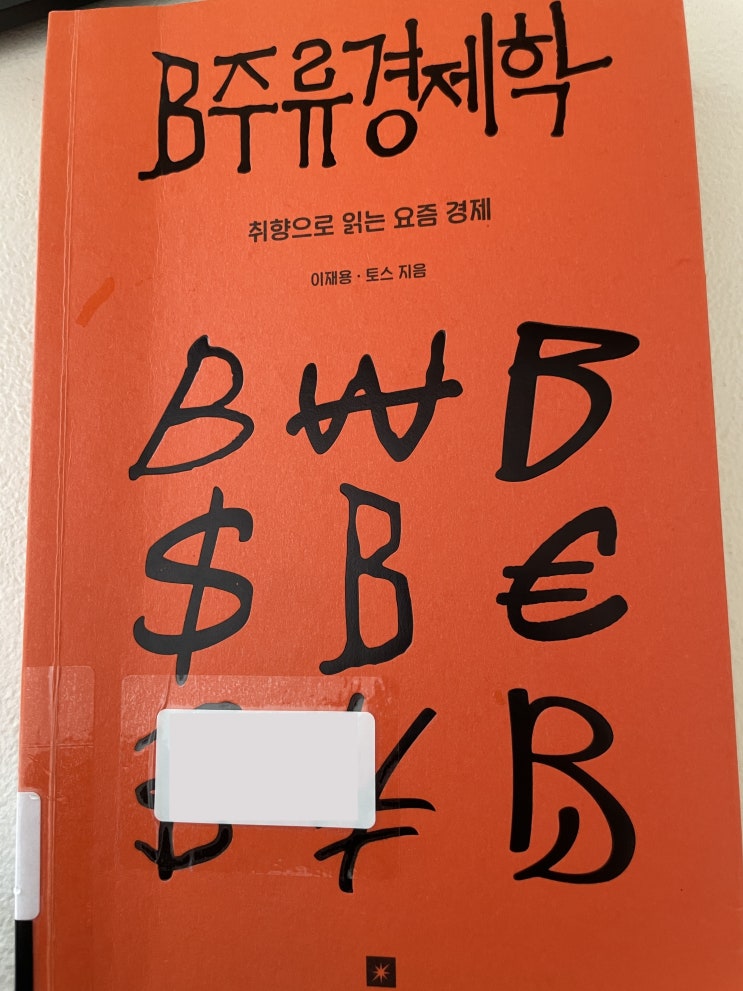 B주류경제학
취향으로 읽는 요즘 경제
이재용 · 토스 지음
B ₩ B
$ B €
B ¥ B